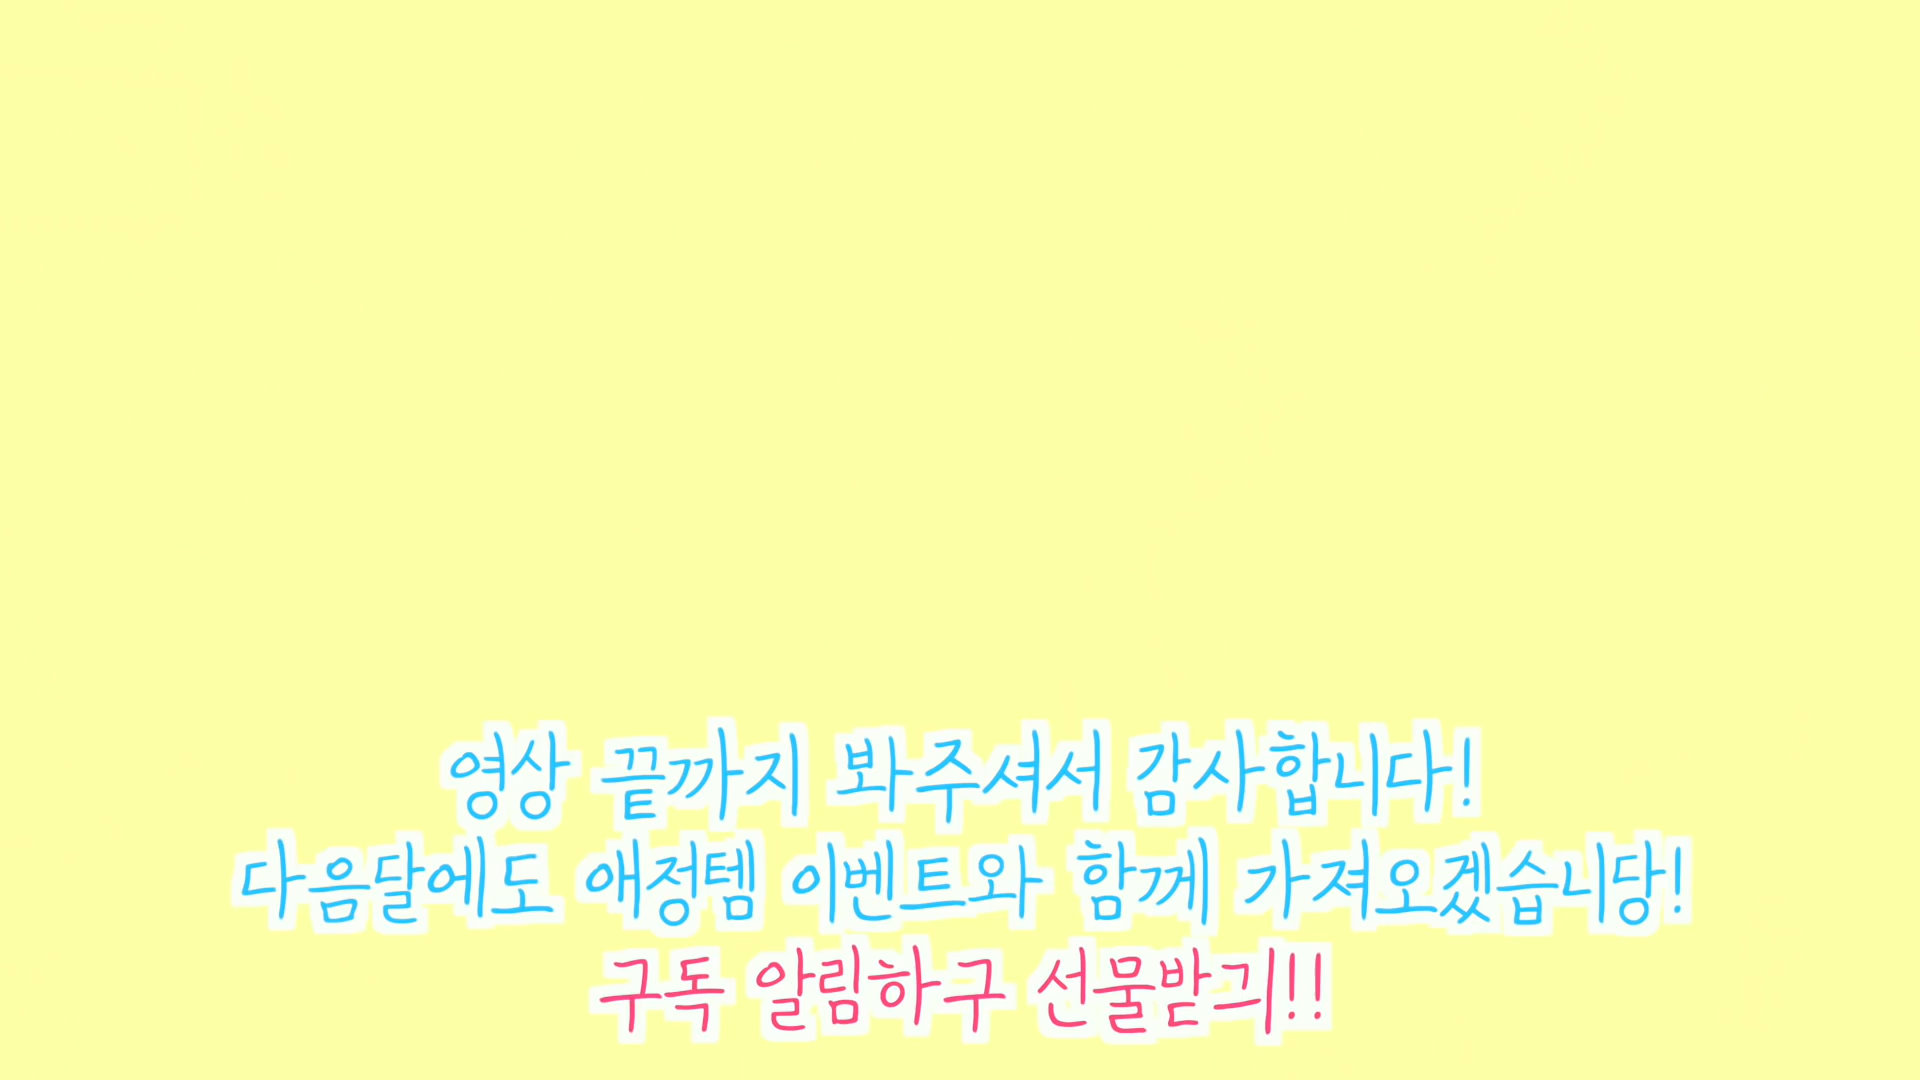 영상 끝까지 봐주셔서 감사합니다!
다음달에도 애정템 이벤트와 함께 가져오겠습니당!
구독 알림하구 선물받긔!!